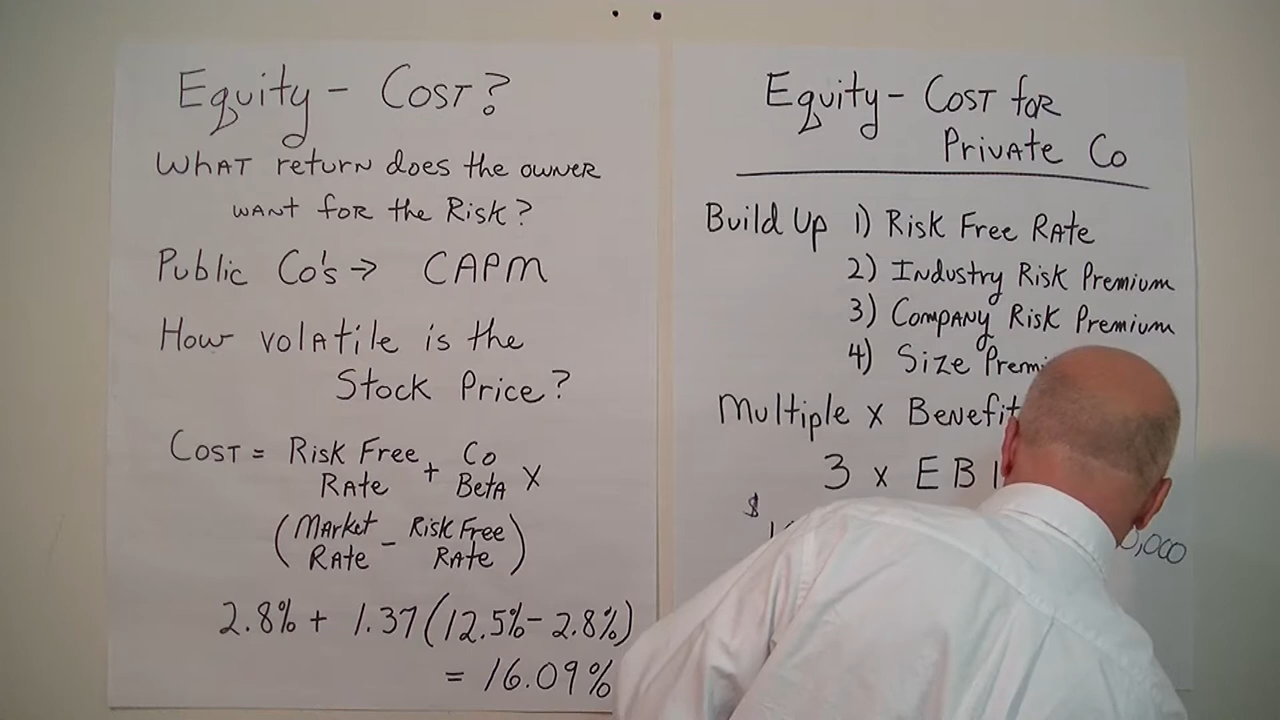 Equity - Cost?
What return does the owner
want for the Risk?
Public Co's → CAPM
How volatile is the
Stock Price?
Cost = Risk Free Rate + Co Beta X
(Market Rate - Risk Free Rate)
2.8% + 1.37(12.5% - 2.8%)
= 16.09%
Equity - Cost for
Private Co
Build Up 1) Risk Free Rate
2) Industry Risk Premium
3) Company Risk Premium
4) Size
Multiple x
3 x
$